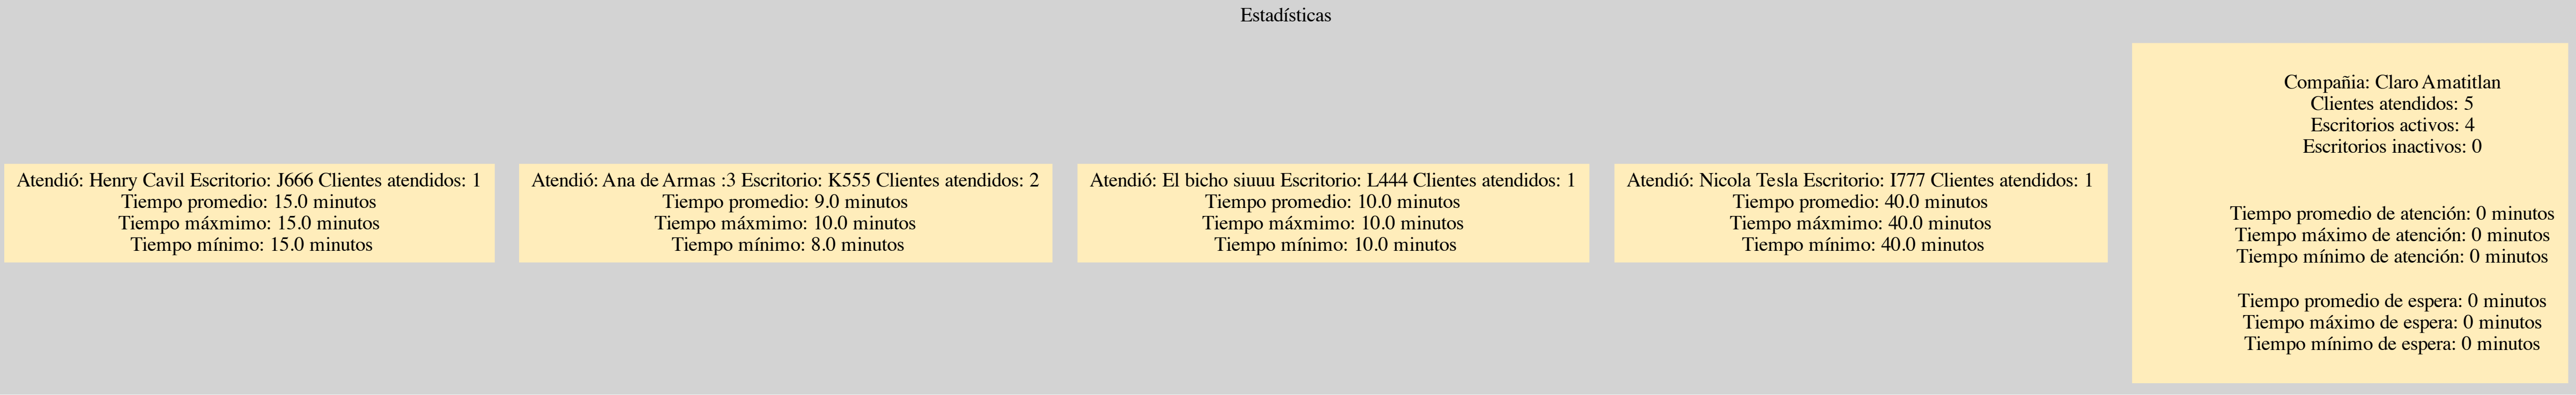 Estadísticas
Atendió: Henry Cavil Escritorio: J666 Clientes atendidos: 1
Tiempo promedio: 15.0 minutos
Tiempo máxmimo: 15.0 minutos
Tiempo mínimo: 15.0 minutos
Atendió: Ana de Armas :3 Escritorio: K555 Clientes atendidos: 2
Tiempo promedio: 9.0 minutos
Tiempo máxmimo: 10.0 minutos
Tiempo mínimo: 8.0 minutos
Atendió: El bicho siuuu Escritorio: L444 Clientes atendidos: 1
Tiempo promedio: 10.0 minutos
Tiempo máxmimo: 10.0 minutos
Tiempo mínimo: 10.0 minutos
Atendió: Nicola Tesla Escritorio: I777 Clientes atendidos: 1
Tiempo promedio: 40.0 minutos
Tiempo máxmimo: 40.0 minutos
Tiempo mínimo: 40.0 minutos
Compañia: Claro Amatitlan
Clientes atendidos: 5
Escritorios activos: 4
Escritorios inactivos: 0
Tiempo promedio de atención: 0 minutos
Tiempo máximo de atención: 0 minutos
Tiempo mínimo de atención: 0 minutos
Tiempo promedio de espera: 0 minutos
Tiempo máximo de espera: 0 minutos
Tiempo mínimo de espera: 0 minutos